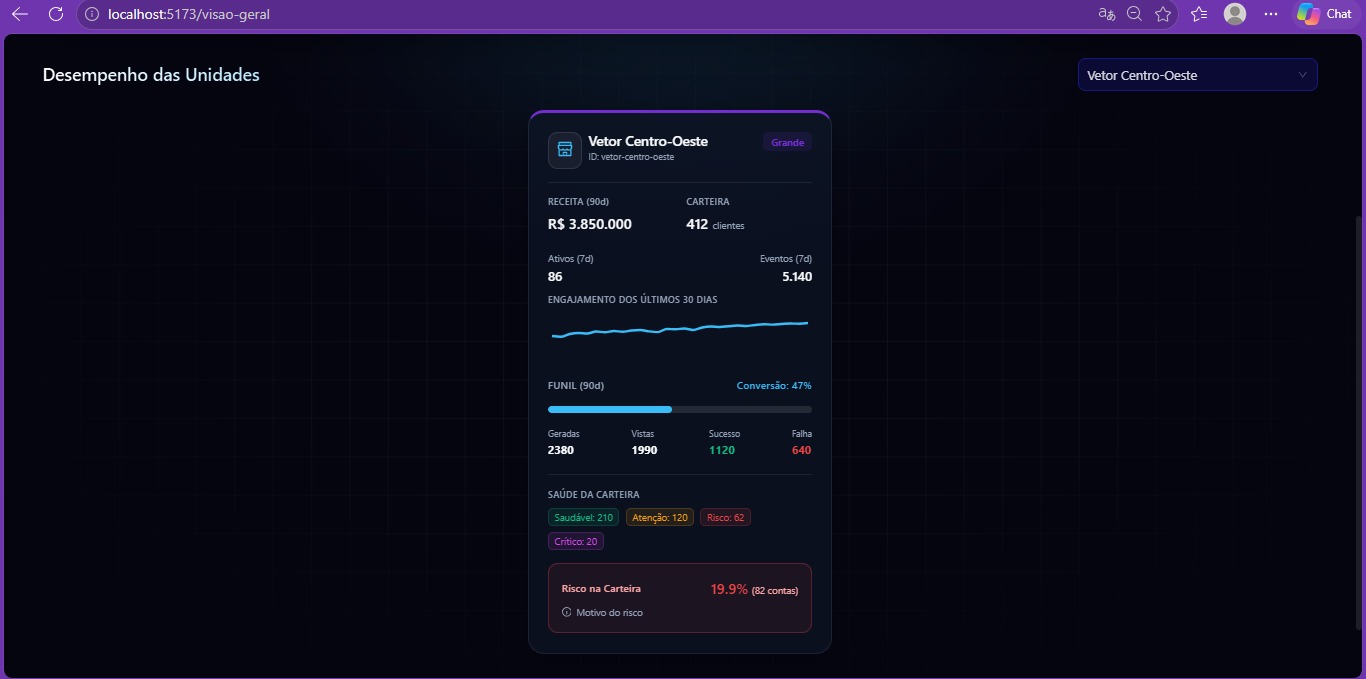 localhost:5173/visao-geral
Chat
Desempenho das Unidades
Vetor Centro-Oeste
Vetor Centro-Oeste
Grande
ID: vetor-centro-oeste
RECEITA (90d) CARTEIRA
R$ 3.850.000 412 clientes
Ativos (7d) Eventos (7d)
86 5.140
ENGAJAMENTO DOS ÚLTIMOS 30 DIAS
FUNIL (90d) Conversão: 47%
Geradas Vistas Sucesso Falha
2380 1990 1120 640
SAÚDE DA CARTEIRA
Saudável: 210 Atenção: 120 Risco: 62
Crítico: 20
Risco na Carteira 19.9% (82 contas)
Motivo do risco